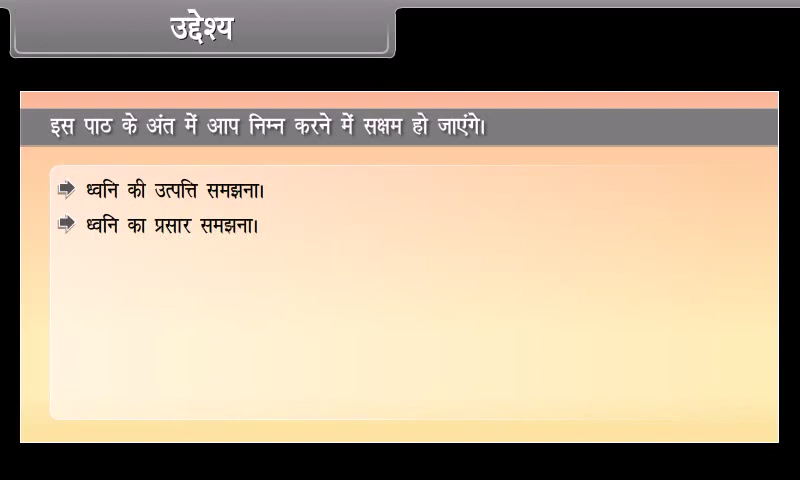 उद्देश्य
इस पाठ के अंत में आप निम्न करने में सक्षम हो जाएंगे।
ध्वनि की उत्पत्ति समझना।
ध्वनि का प्रसार समझना।